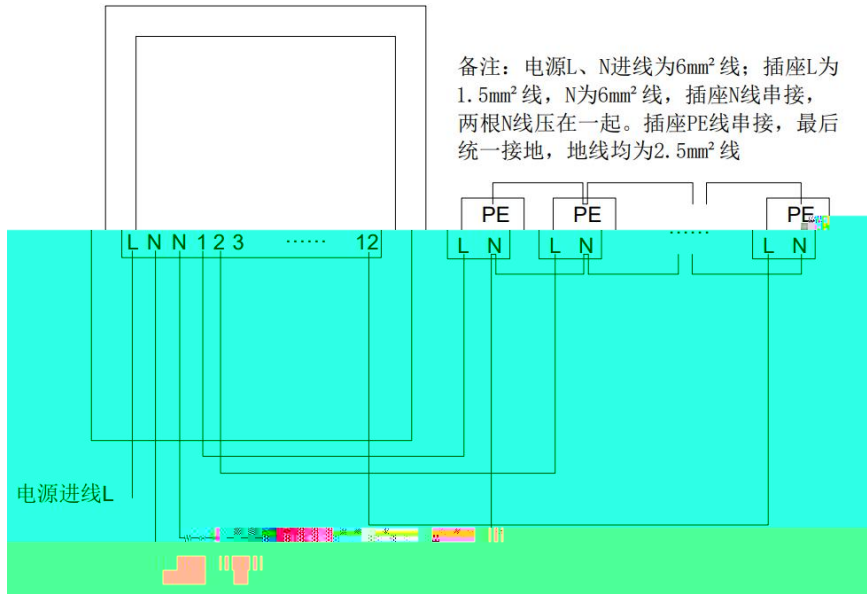 备注：电源L、N进线为6mm²线；插座L为
1.5mm²线，N为6mm²线，插座N线串接，
两根N线压在一起。插座PE线串接，最后
统一接地，地线均为2.5mm²线
PE PE PE
L N N 1 2 3 …… 12
L N L N …… L N
电源进线L